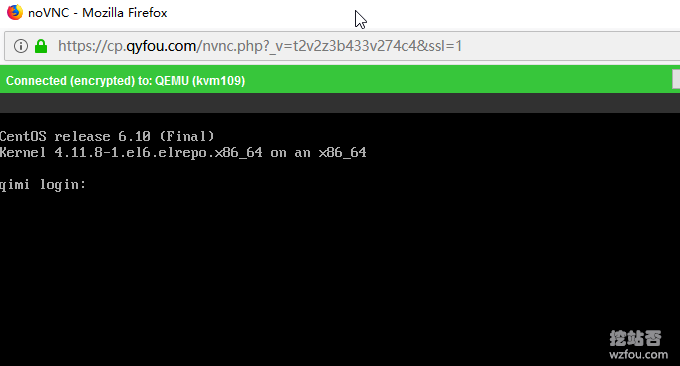 noVNC - Mozilla Firefox
https://cp.qyfou.com/nvnc.php?_v=t2v2z3b433v274c4&ssl=1
Connected (encrypted) to: QEMU (kvm109)
CentOS release 6.10 (Final)
Kernel 4.11.8-1.el6.elrepo.x86_64 on an x86_64
qimi login:
挖站否
wzfou.com